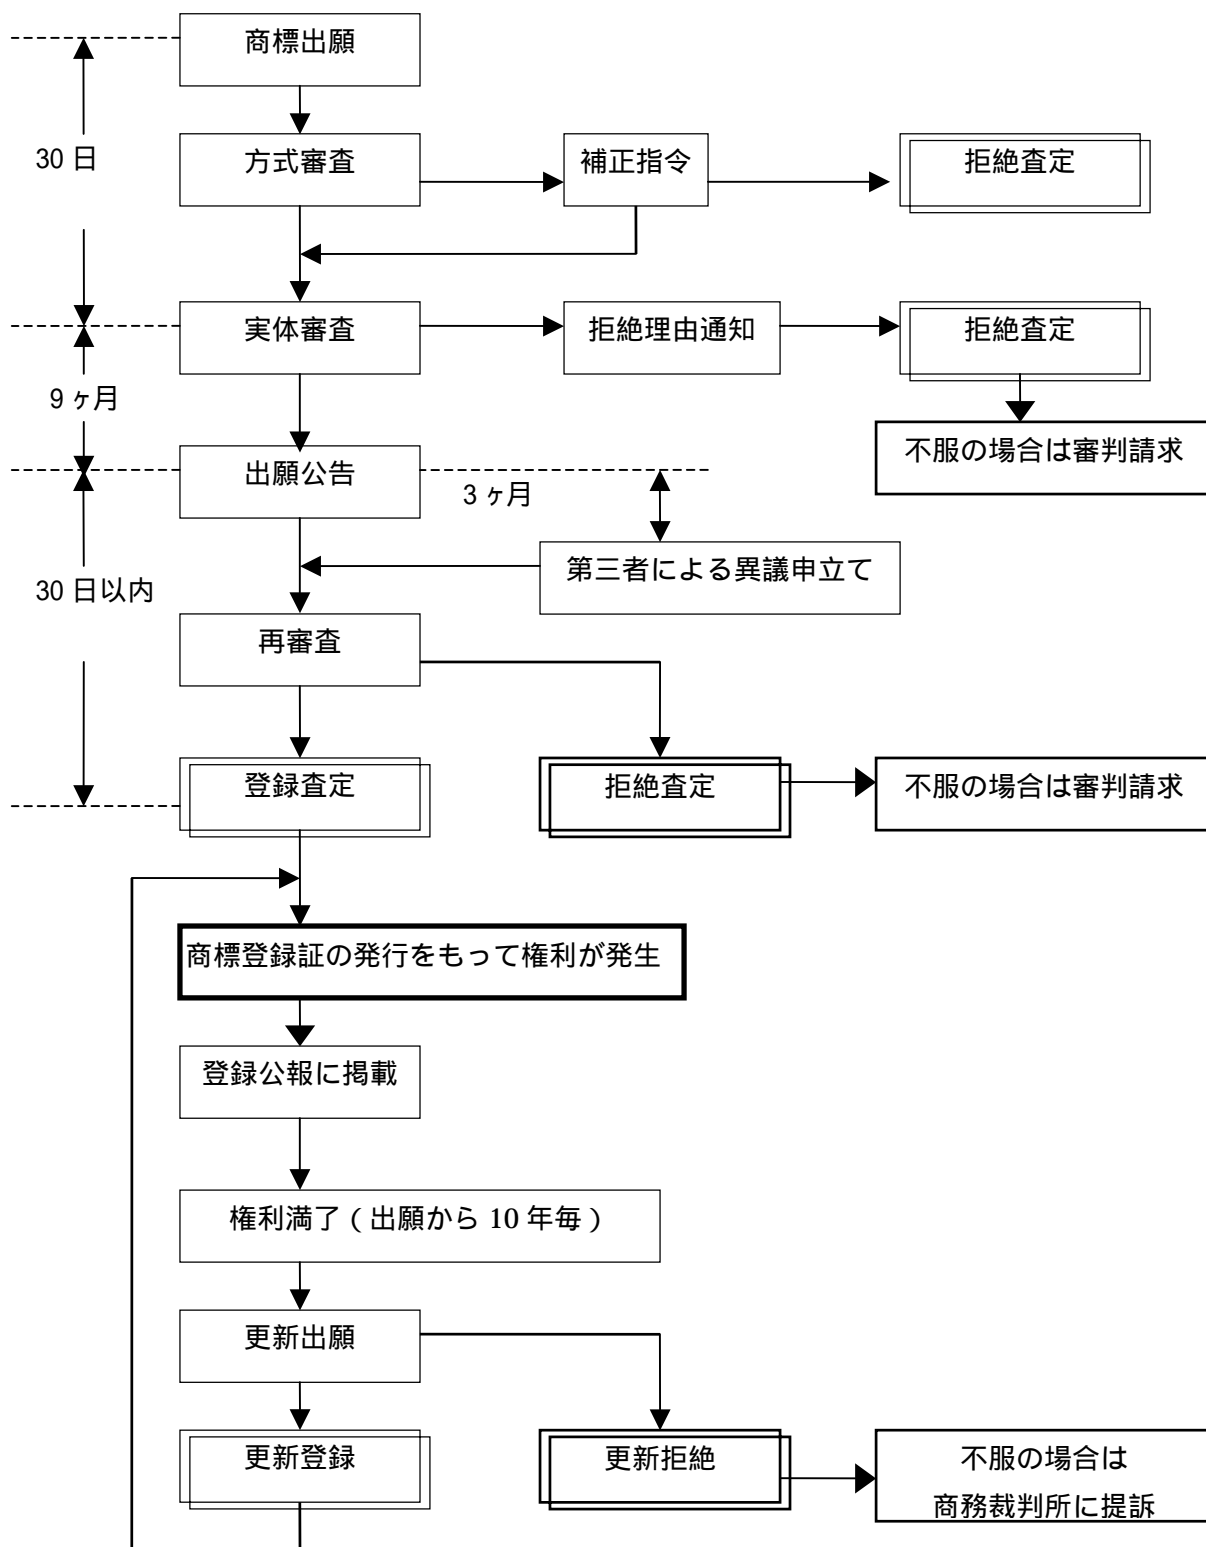 商標出願
30 日
方式審査
補正指令
拒絶査定
実体審査
拒絶理由通知
拒絶査定
9 ヶ月
不服の場合は審判請求
出願公告
3 ヶ月
第三者による異議申立て
30 日以内
再審査
登録査定
拒絶査定
不服の場合は審判請求
商標登録証の発行をもって権利が発生
登録公報に掲載
権利満了（出願から 10 年毎）
更新出願
更新登録
更新拒絶
不服の場合は
商務裁判所に提訴